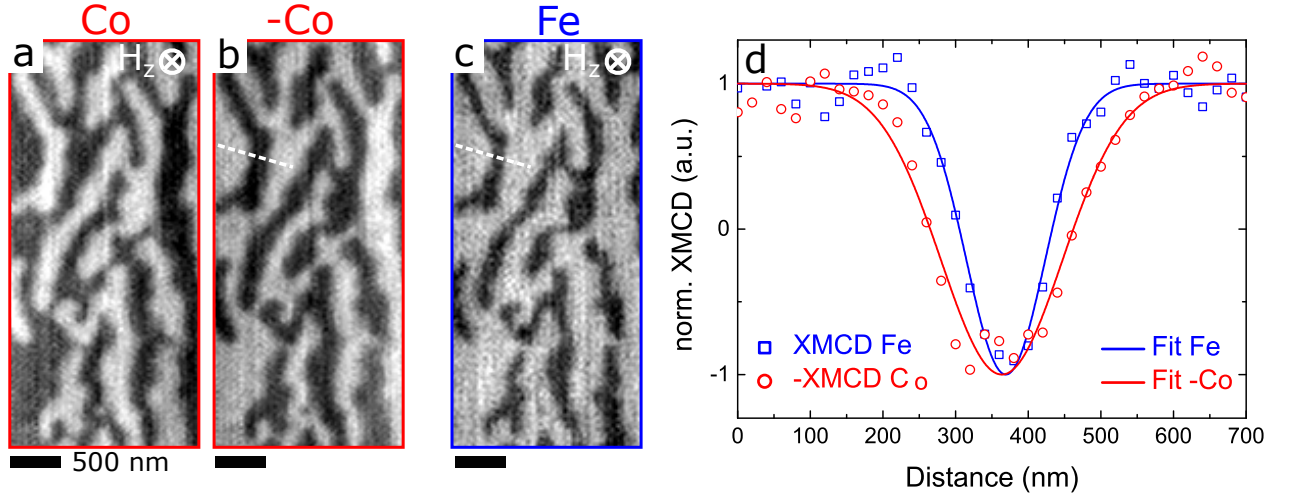 Co
-Co
Fe
a
Hz
b
c
Hz
500 nm
d
norm. XMCD (a.u.)
1
0
-1
XMCD Fe
-XMCD Co
Fit Fe
Fit -Co
0 100 200 300 400 500 600 700
Distance (nm)